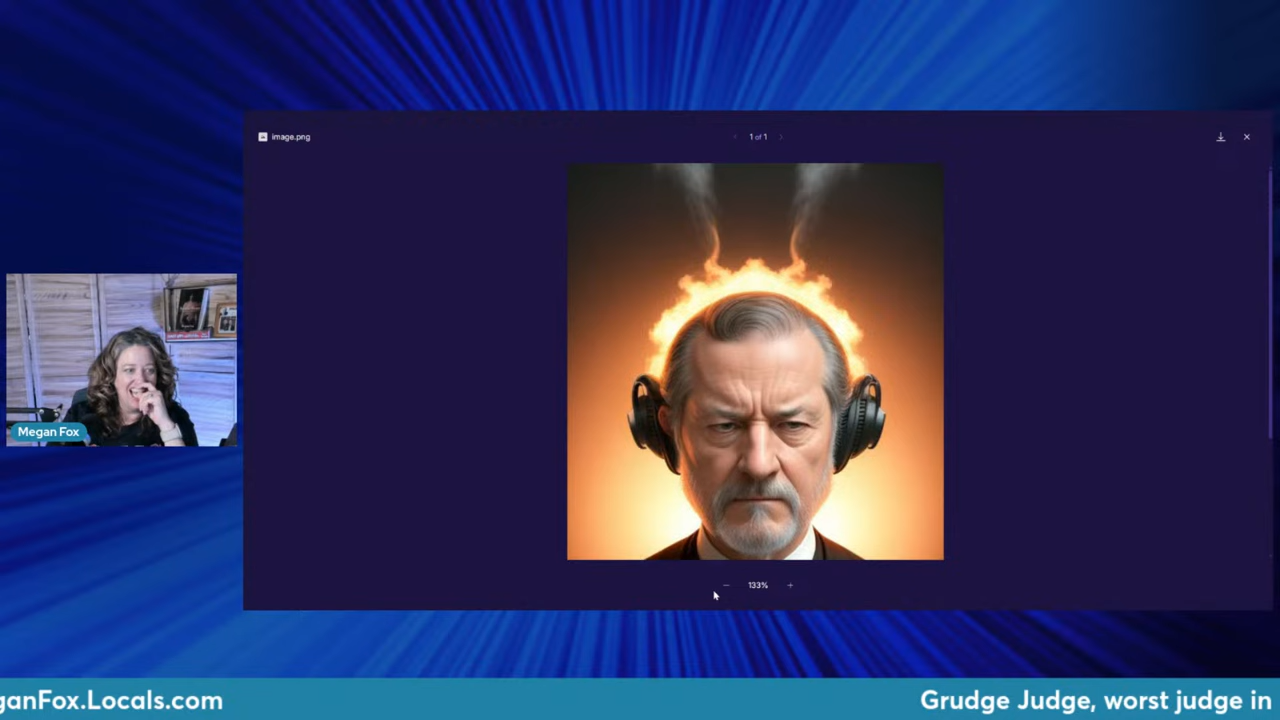 image.png
1 of 1
Megan Fox
133%
ganFox.Locals.com
Grudge Judge, worst judge in